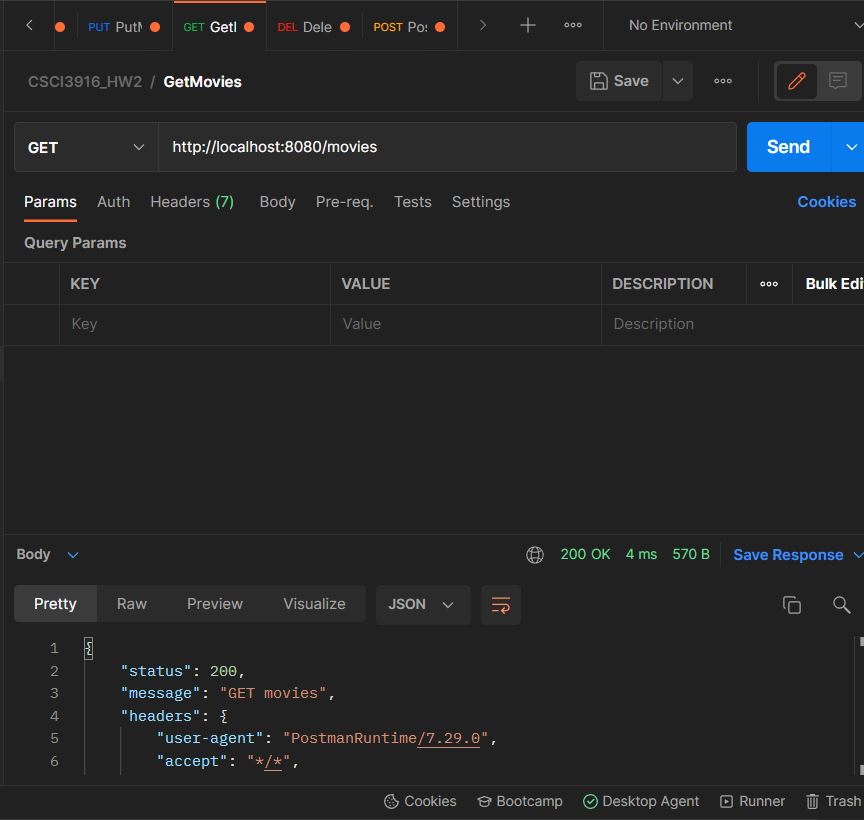 PUT PutM GET GetI DEL Dele POST Pos No Environment
CSCI3916_HW2 / GetMovies Save
GET http://localhost:8080/movies Send
Params Auth Headers (7) Body Pre-req. Tests Settings Cookies
Query Params
KEY VALUE DESCRIPTION Bulk Edi
Key Value Description
Body 200 OK 4 ms 570 B Save Response
Pretty Raw Preview Visualize JSON
1 {
2 "status": 200,
3 "message": "GET movies",
4 "headers": {
5 "user-agent": "PostmanRuntime/7.29.0",
6 "accept": "*/*",
Cookies Bootcamp Desktop Agent Runner Trash